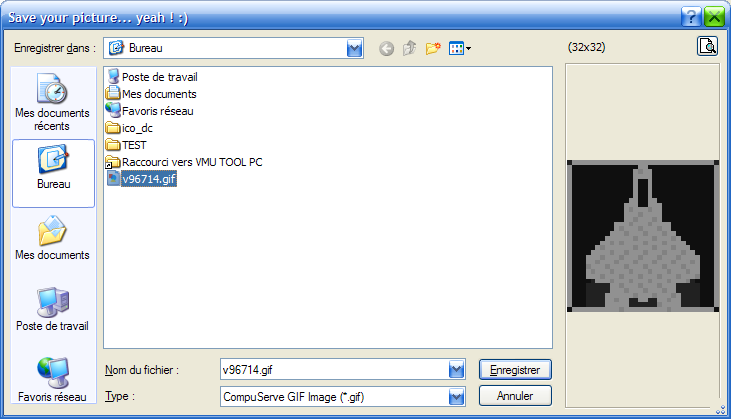 Save your picture... yeah ! :)
Enregistrer dans :
Bureau
(32x32)
Mes documents
récents
Bureau
Mes documents
Poste de travail
Favoris réseau
Poste de travail
Mes documents
Favoris réseau
ico_dc
TEST
Raccourci vers VMU TOOL PC
v96714.gif
Nom du fichier :
v96714.gif
Enregistrer
Type :
CompuServe GIF Image (*.gif)
Annuler